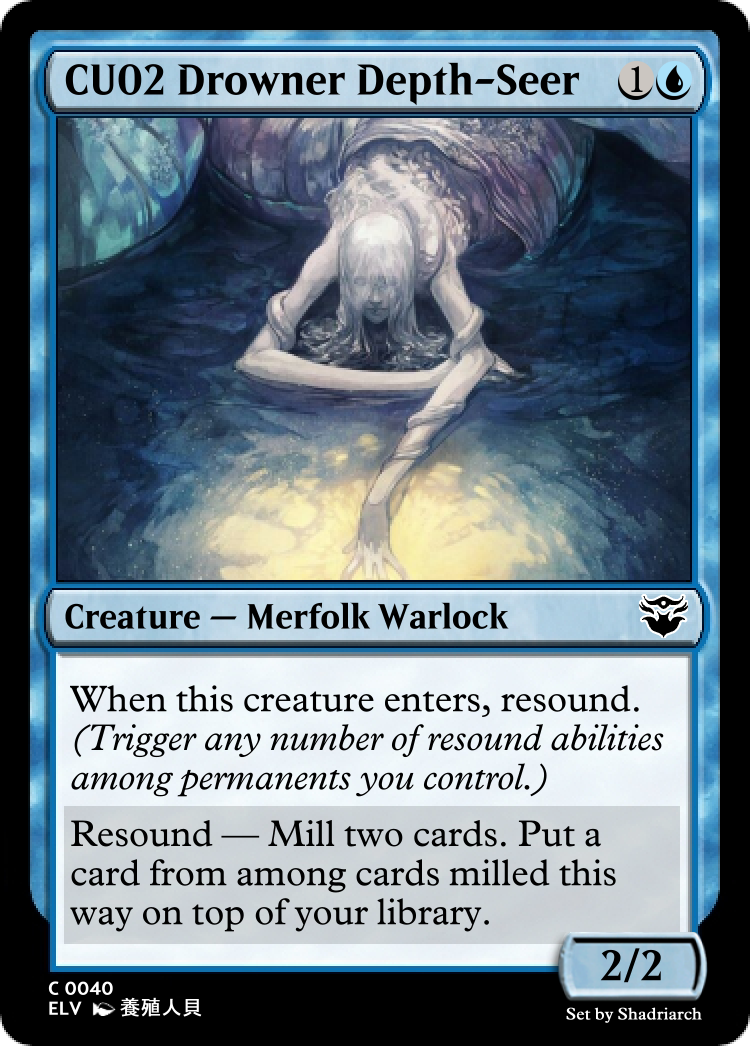 CU02 Drowner Depth-Seer 1
Creature — Merfolk Warlock
When this creature enters, resound.
(Trigger any number of resound abilities
among permanents you control.)
Resound — Mill two cards. Put a
card from among cards milled this
way on top of your library.
2/2
C 0040
ELV 養殖人貝
Set by Shadriarch